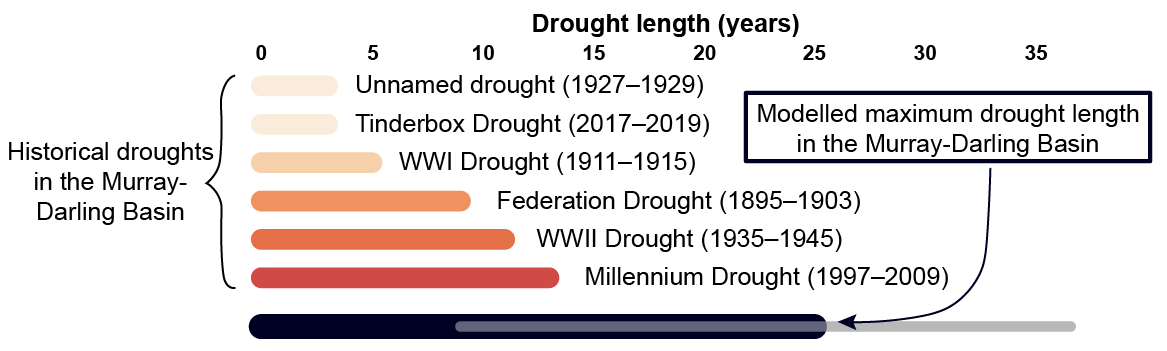 Drought length (years)
0 5 10 15 20 25 30 35
Unnamed drought (1927–1929)
Tinderbox Drought (2017–2019)
WWI Drought (1911–1915)
Federation Drought (1895–1903)
WWII Drought (1935–1945)
Millennium Drought (1997–2009)
Historical droughts
in the Murray-
Darling Basin
Modelled maximum drought length
in the Murray-Darling Basin